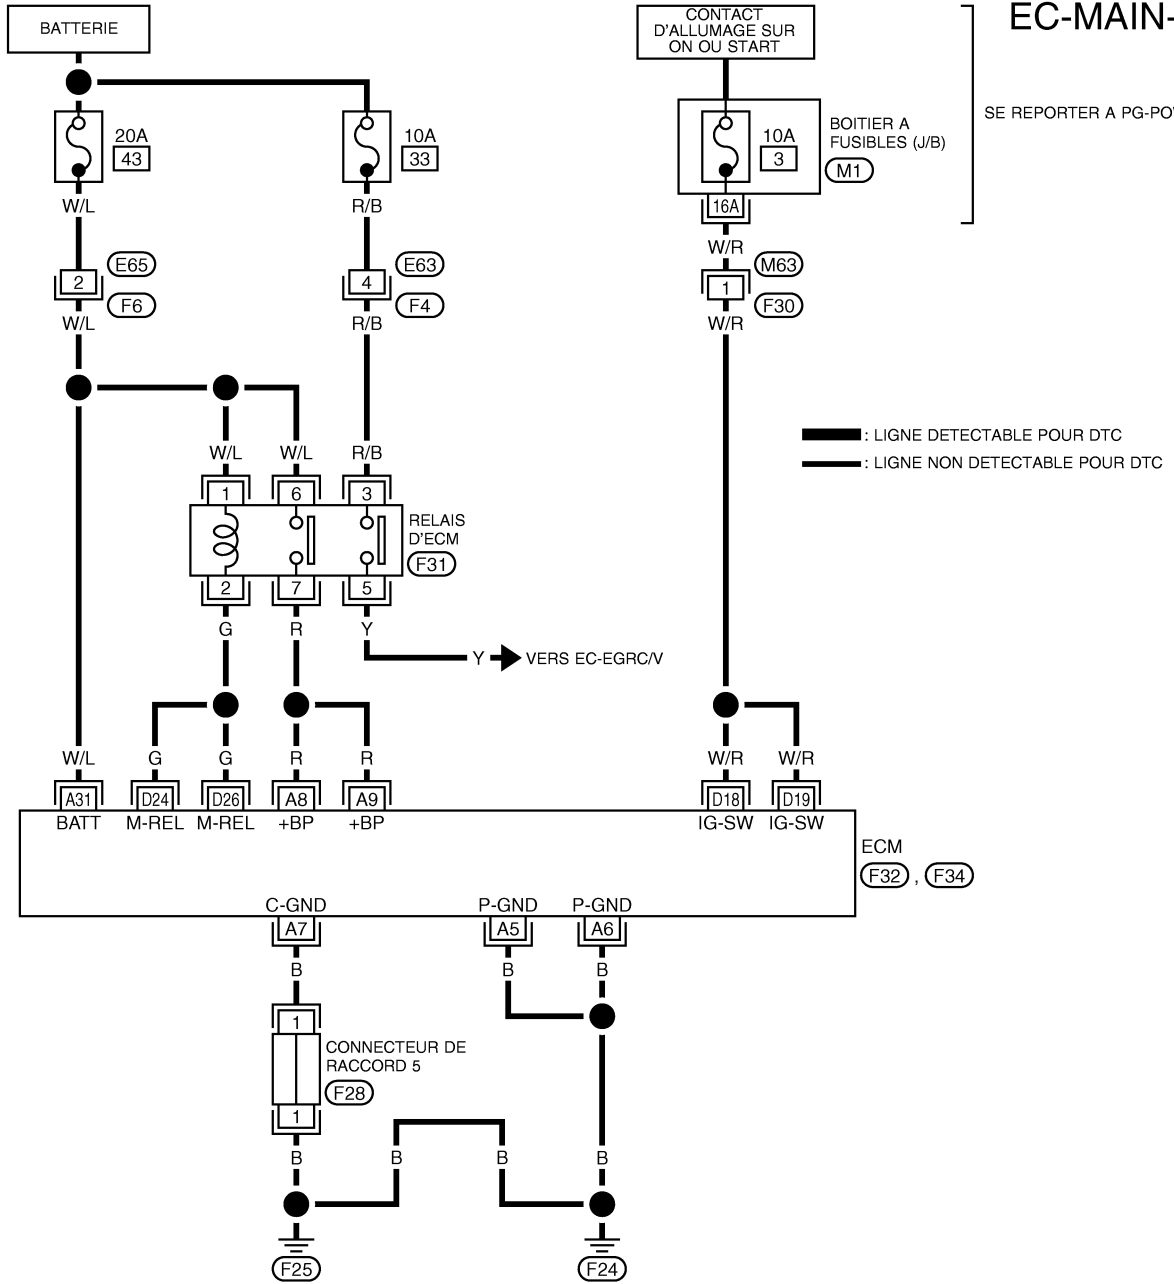 EC-MAIN-
BATTERIE
CONTACT
D'ALLUMAGE SUR
ON OU START
SE REPORTER A PG-PO
20A
43
10A
33
10A
3
BOITIER A
FUSIBLES (J/B)
M1
16A
W/L
R/B
W/R
2
E65
F6
4
E63
F4
1
M63
F30
W/L
R/B
W/R
: LIGNE DETECTABLE POUR DTC
: LIGNE NON DETECTABLE POUR DTC
W/L
W/L
R/B
1
6
3
RELAIS
D'ECM
F31
2
7
5
G
R
Y
Y
VERS EC-EGRC/V
W/L
G
G
R
R
W/R
W/R
A31
D24
D26
A8
A9
D18
D19
BATT
M-REL
M-REL
+BP
+BP
IG-SW
IG-SW
ECM
F32 , F34
C-GND
P-GND
P-GND
A7
A5
A6
B
B
B
1
CONNECTEUR DE
RACCORD 5
F28
1
B
B
B
B
F25
F24